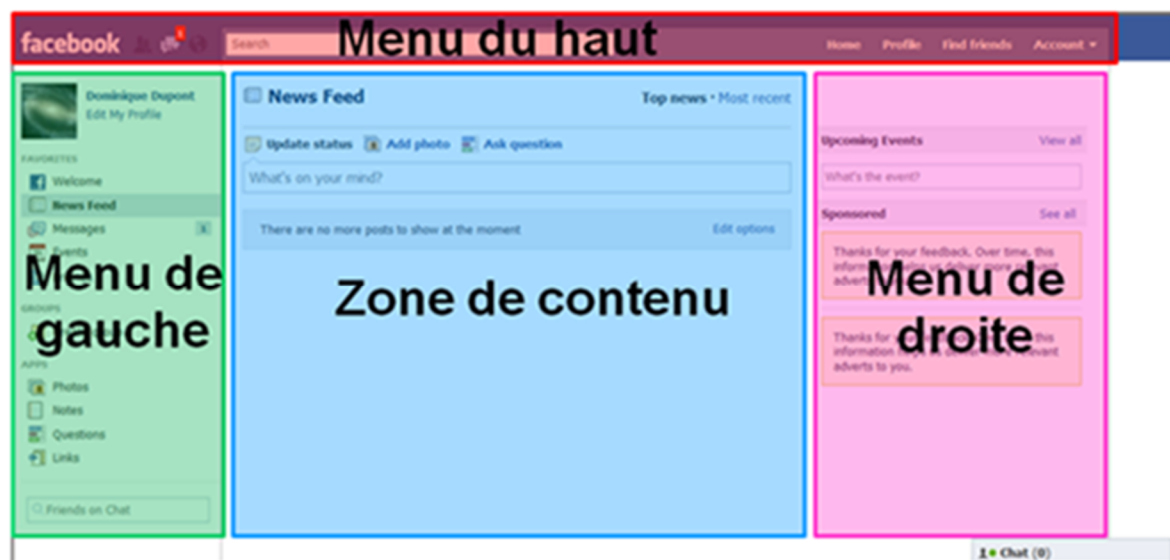 facebook
1
Search
Menu du haut
Home
Profile
Find friends
Account
Dominique Dupont
Edit My Profile
FAVORITES
Welcome
News Feed
Messages
Events
Menu de
gauche
GROUPS
APPS
Photos
Notes
Questions
Links
Friends on Chat
News Feed
Top news · Most recent
Update status
Add photo
Ask question
What's on your mind?
There are no more posts to show at the moment
Edit options
Zone de contenu
Upcoming Events
View all
What's the event?
Sponsored
See all
Thanks for your feedback. Over time, this
Menu de
droite
Thanks for this
information
adverts to you.
Chat (0)